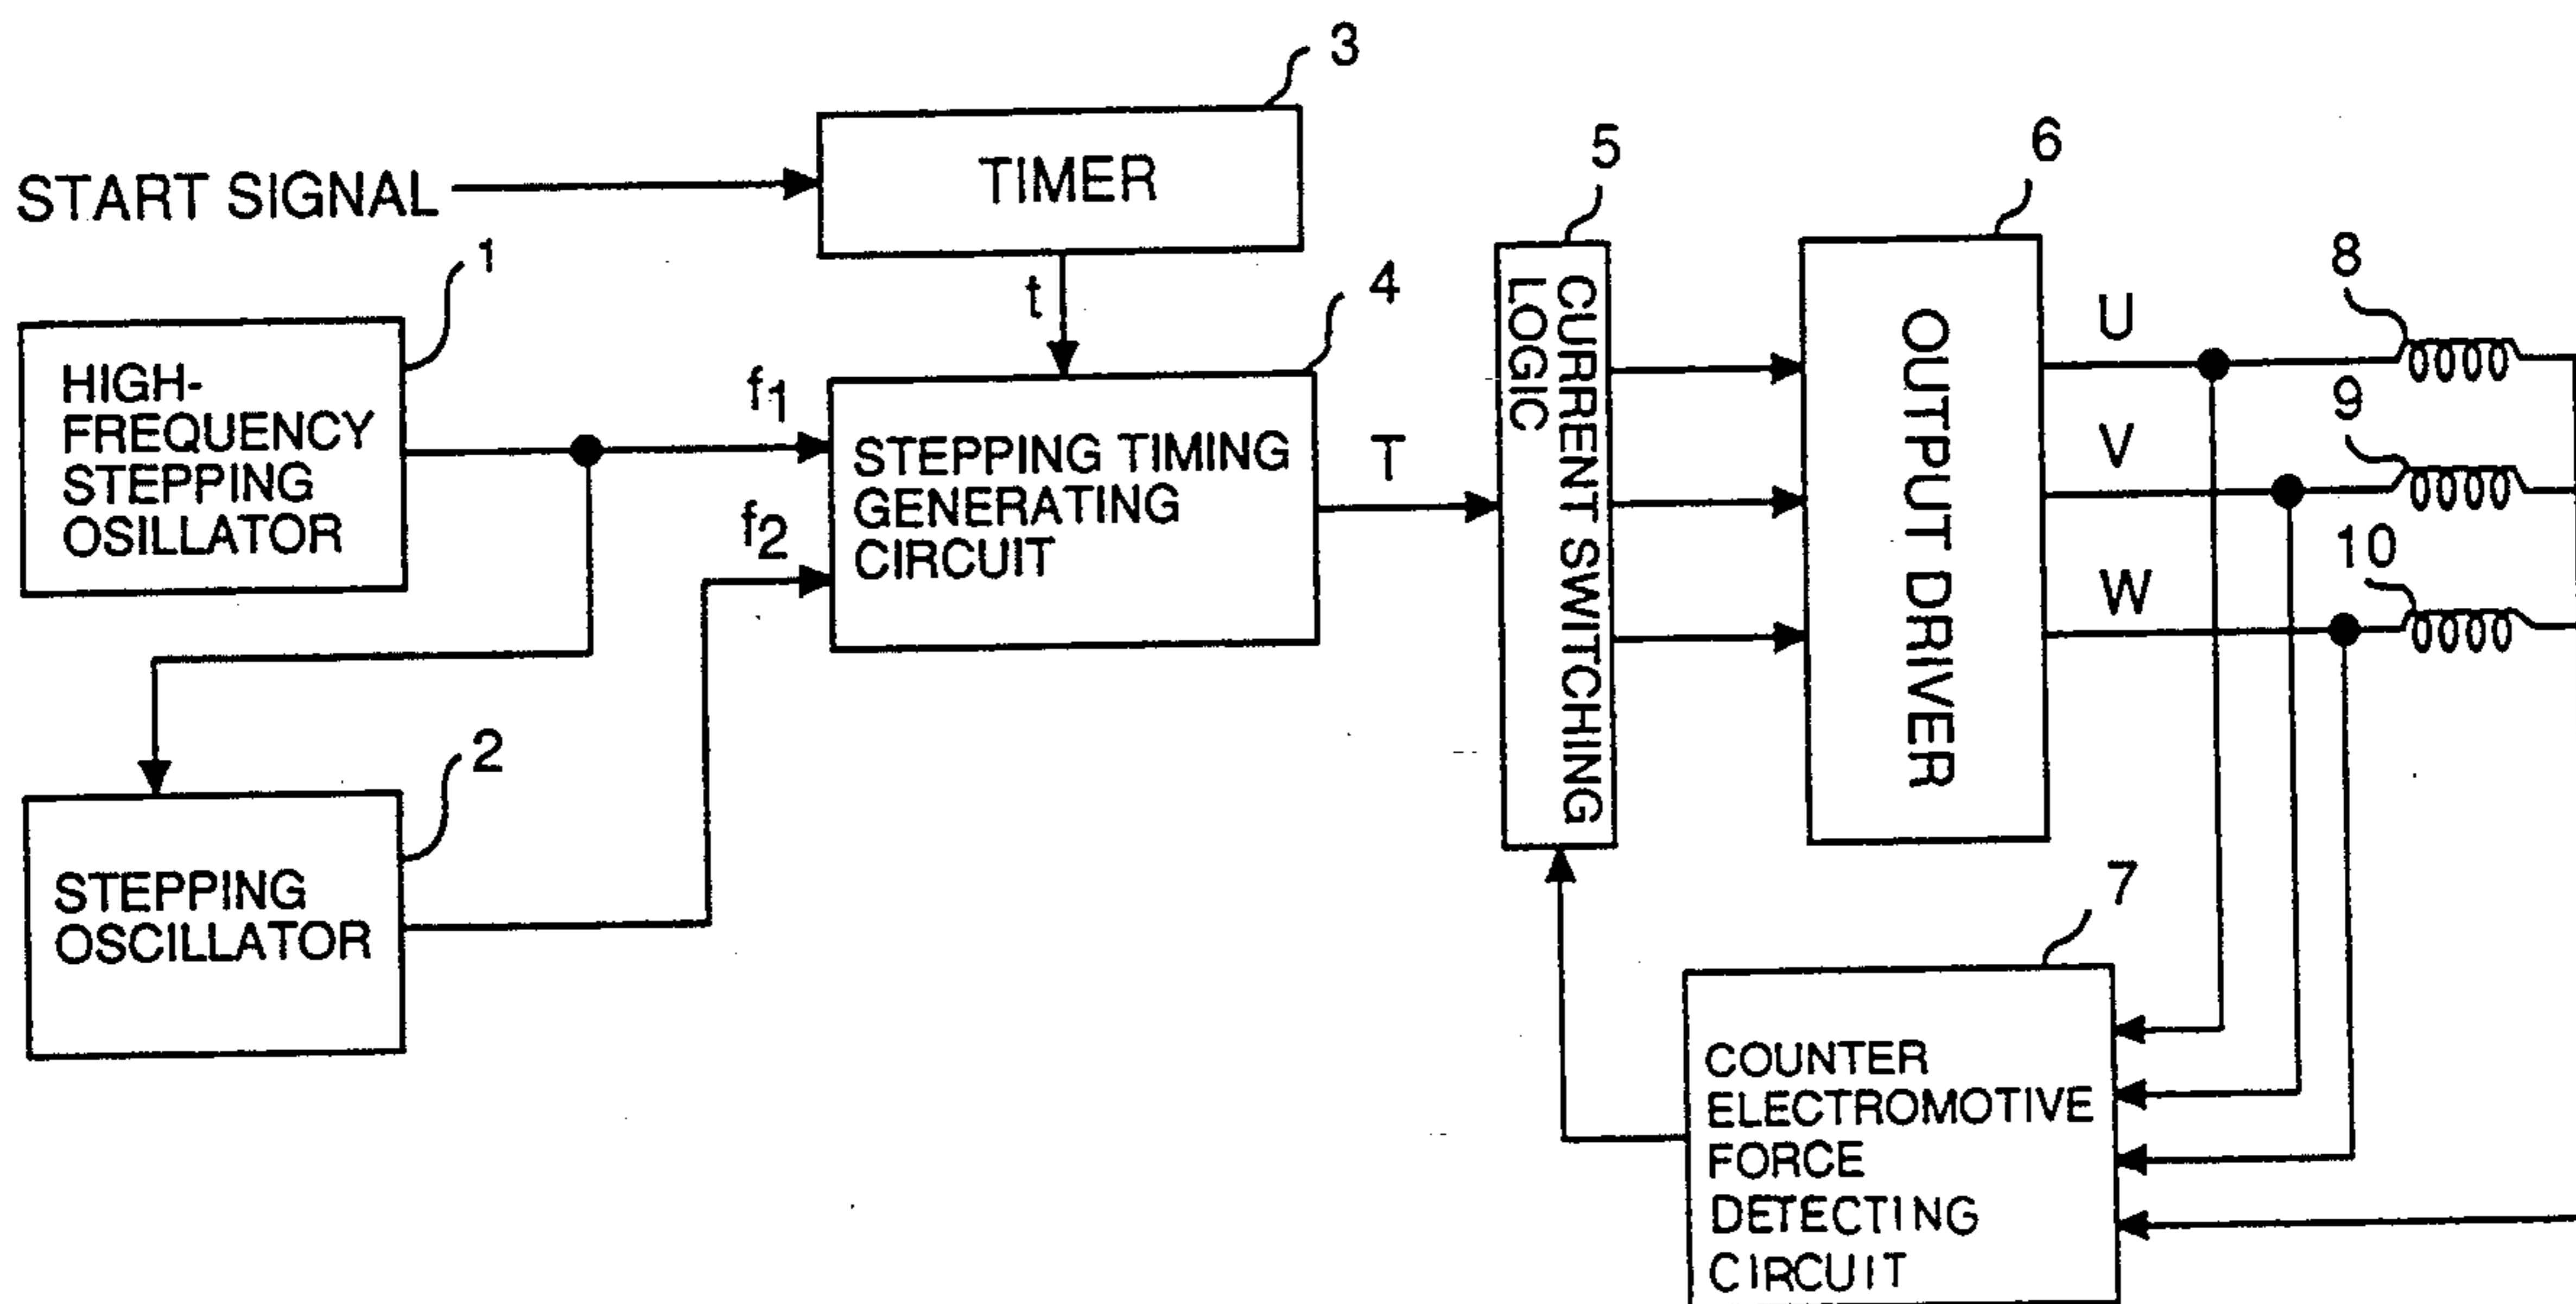 3
TIMER
START SIGNAL
t
1
HIGH-
FREQUENCY
STEPPING
OSILLATOR
f1
f2
4
STEPPING TIMING
GENERATING
CIRCUIT
T
2
STEPPING
OSCILLATOR
5
CURRENT SWITCHING
LOGIC
6
OUTPUT DRIVER
U
V
W
8
9
10
7
COUNTER
ELECTROMOTIVE
FORCE
DETECTING
CIRCUIT